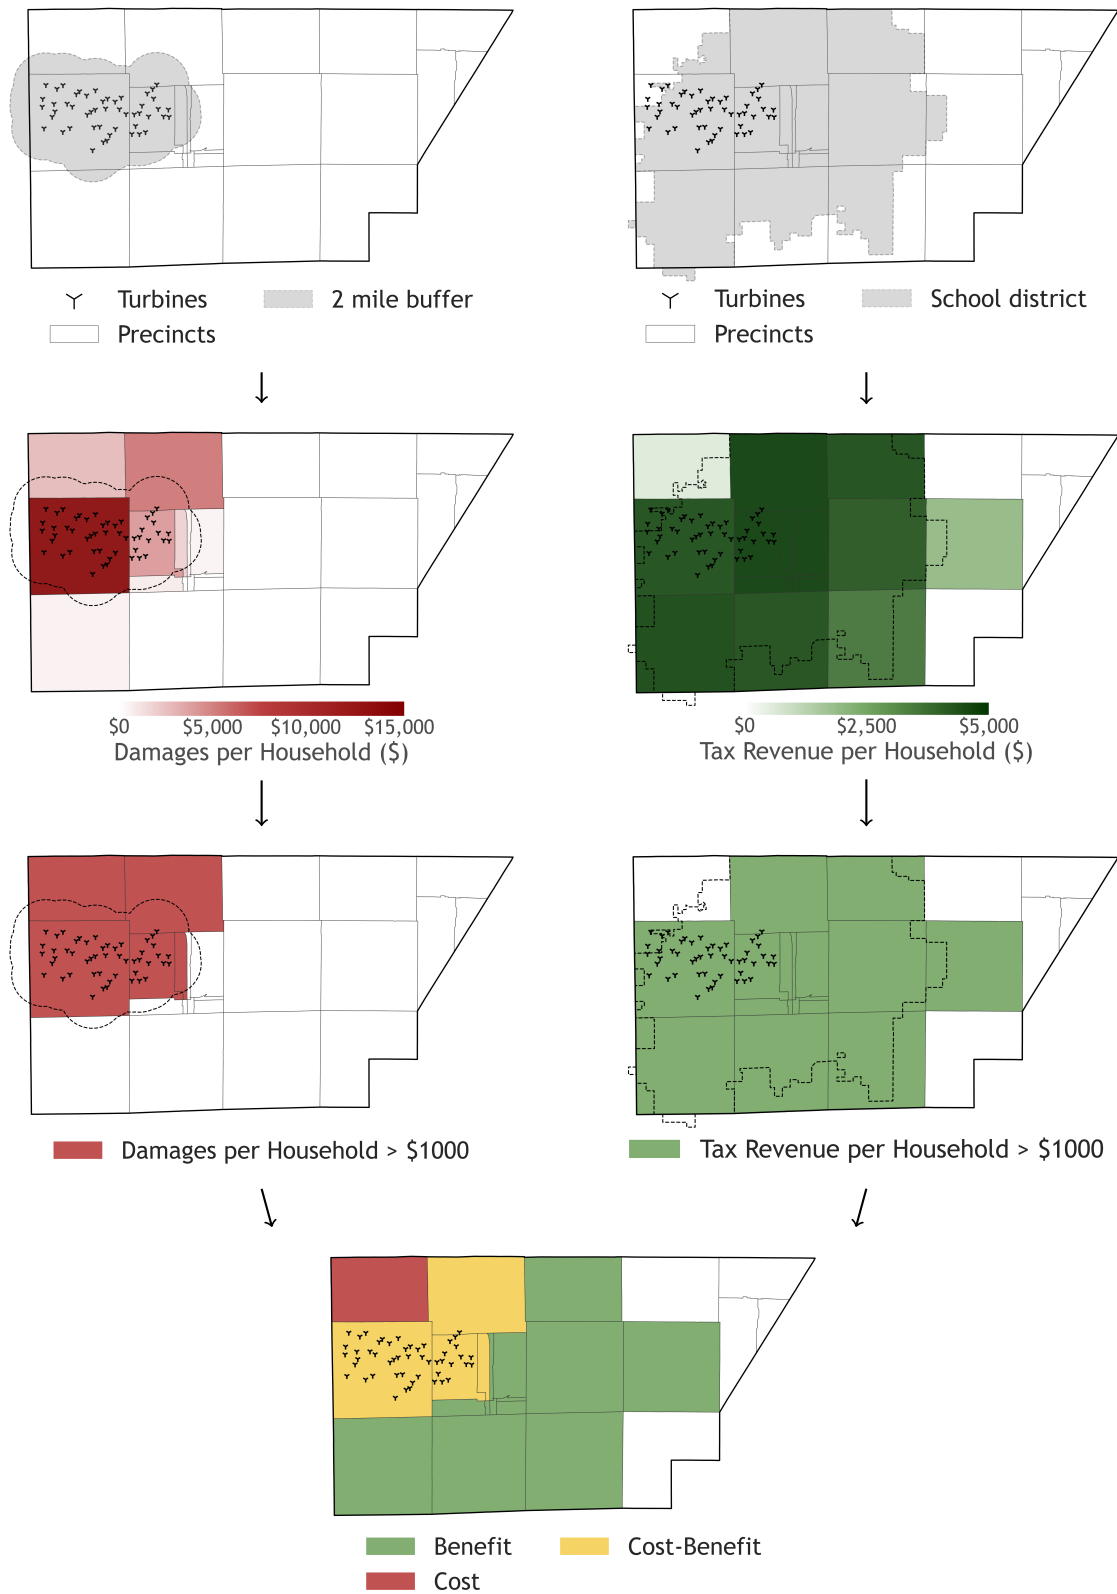 Turbines
2 mile buffer
Precincts
Turbines
School district
Precincts
$0
$5,000
$10,000
$15,000
Damages per Household ($)
$0
$2,500
$5,000
Tax Revenue per Household ($)
Damages per Household > $1000
Tax Revenue per Household > $1000
Benefit
Cost-Benefit
Cost